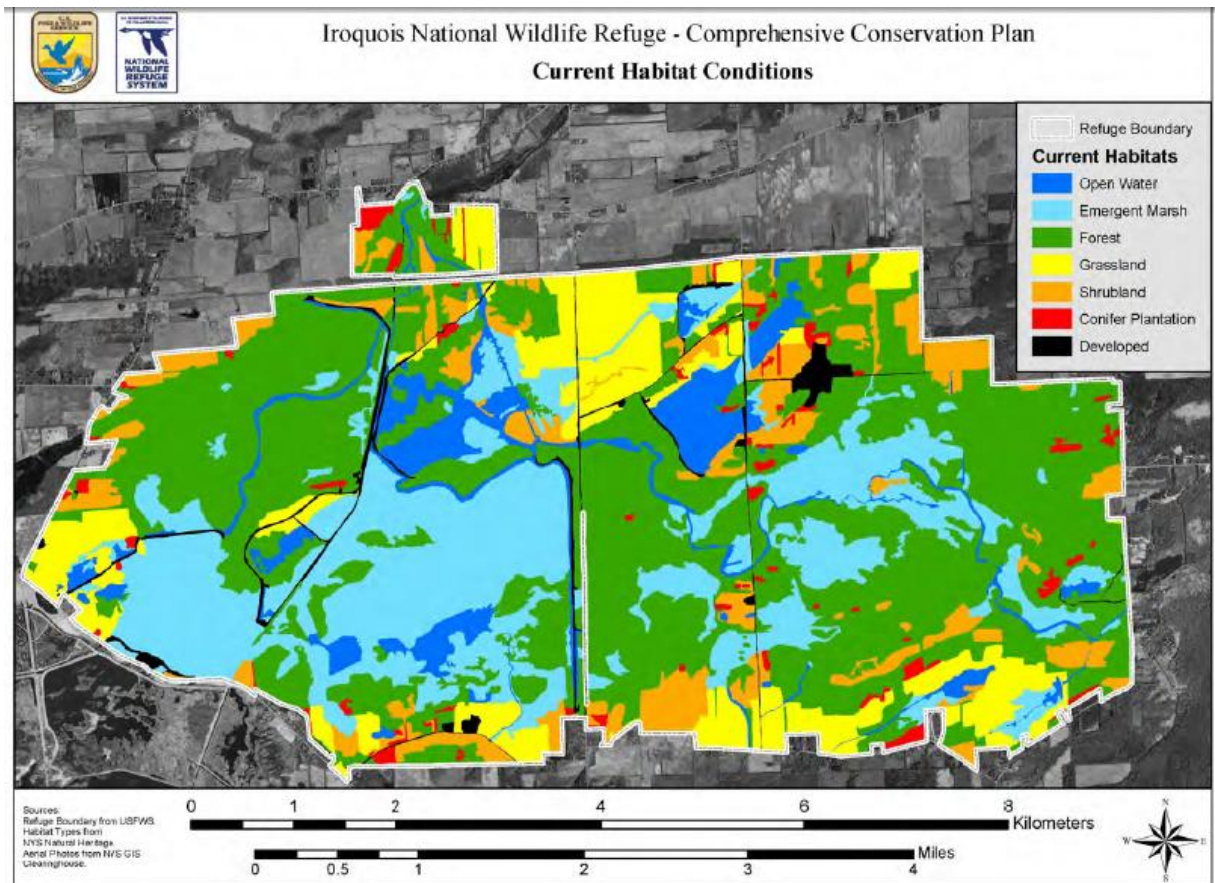 U.S.
FISH & WILDLIFE
SERVICE
NATIONAL
WILDLIFE
REFUGE
SYSTEM
Iroquois National Wildlife Refuge - Comprehensive Conservation Plan
Current Habitat Conditions
Refuge Boundary
Current Habitats
Open Water
Emergent Marsh
Forest
Grassland
Shrubland
Conifer Plantation
Developed
Sources:
Refuge Boundary from USFWS.
Habitat Types from
NYS Natural Heritage.
Aerial Photos from NYS GIS
Clearinghouse.
0 1 2 4 6 8
Kilometers
Miles
0 0.5 1 2 3 4
N
W E
S